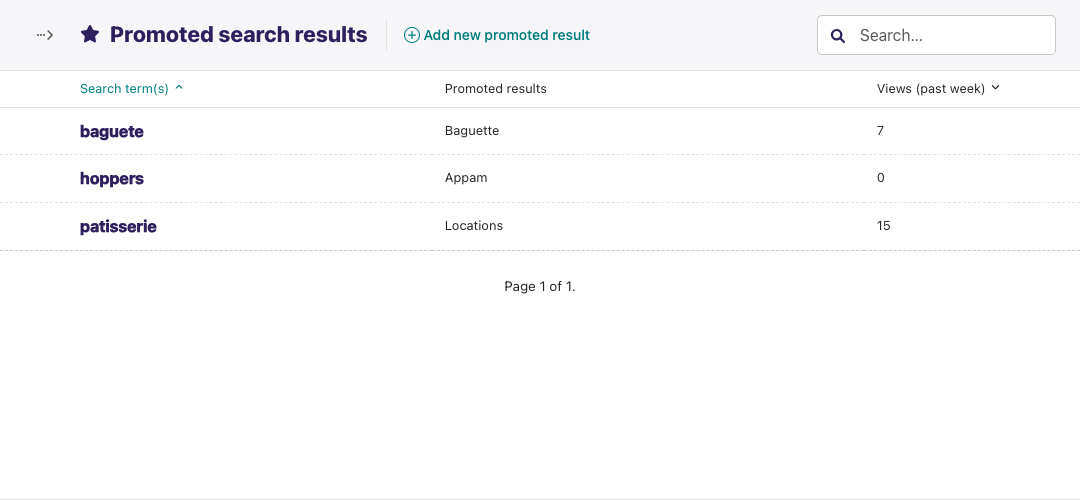 Promoted search results
Add new promoted result
Search...
Search term(s) Promoted results Views (past week)
baguete Baguette 7
hoppers Appam 0
patisserie Locations 15
Page 1 of 1.